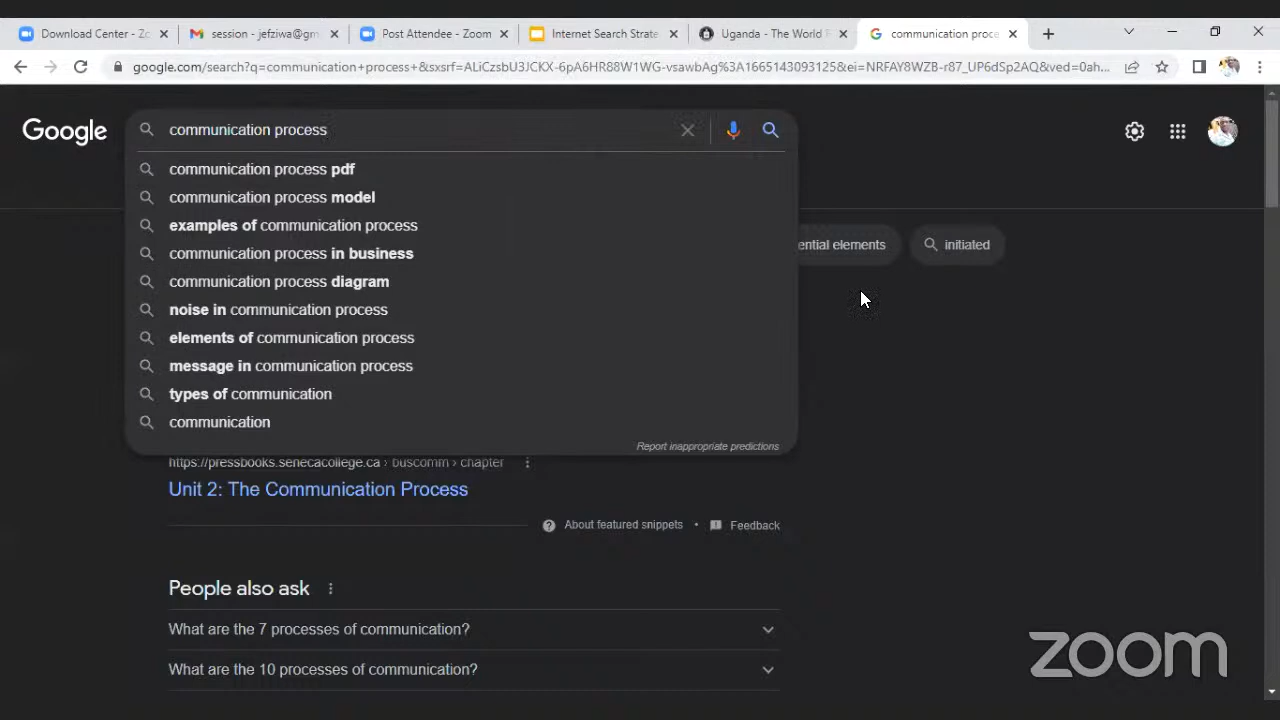 Download Center - Zo
session - jefziwa@gm
Post Attendee - Zoom
Internet Search Strate
Uganda - The World F
communication proce
google.com/search?q=communication+process+&sxsrf=ALiCzsbU3JCKX-6pA6HR88W1WG-vsawbAg%3A1665143093125&ei=NRFAY8WZB-r87_UP6dSp2AQ&ved=0ah...
Google
communication process
communication process pdf
communication process model
examples of communication process
communication process in business
communication process diagram
noise in communication process
elements of communication process
message in communication process
types of communication
communication
Report inappropriate predictions
ential elements
initiated
https://pressbooks.senecacollege.ca › buscomm › chapter
Unit 2: The Communication Process
About featured snippets
•
Feedback
People also ask
What are the 7 processes of communication?
What are the 10 processes of communication?
zoom